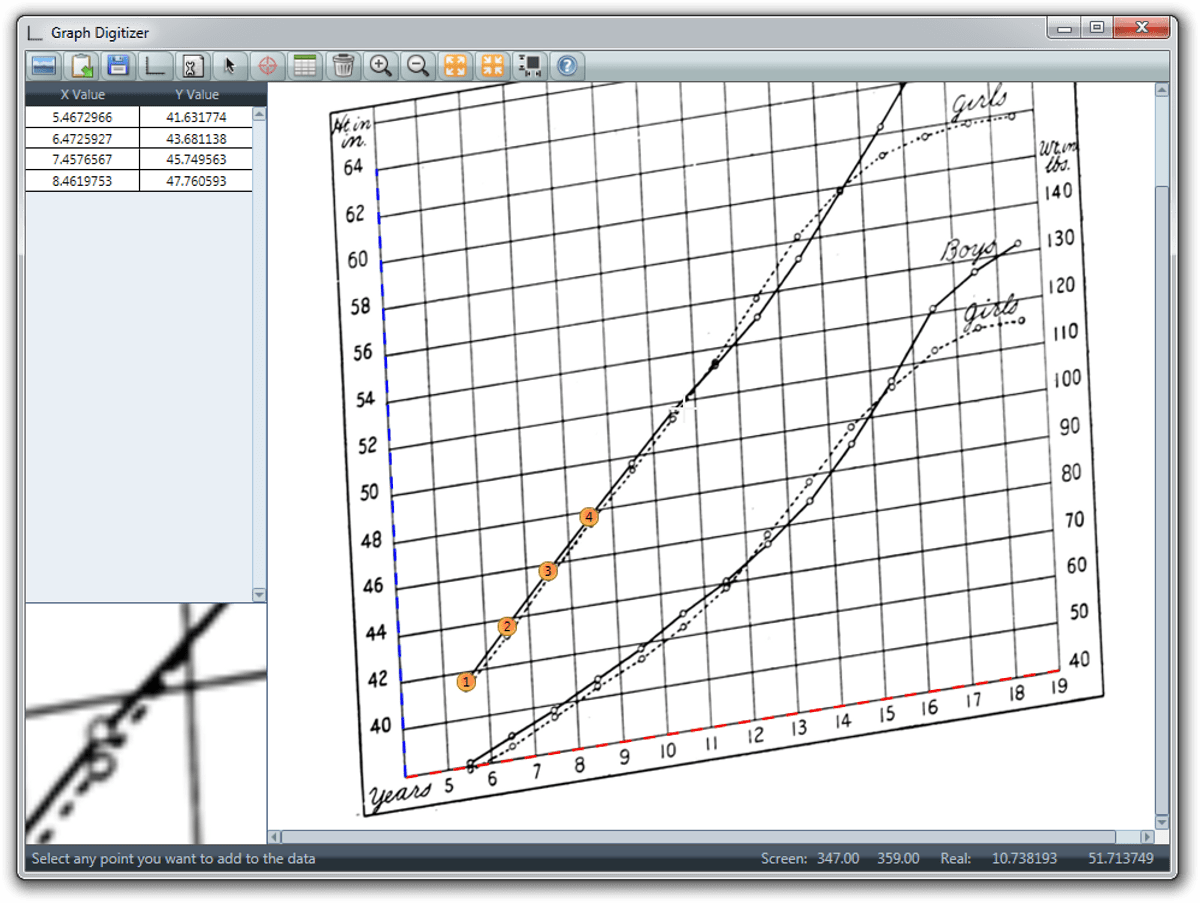 Graph Digitizer
X Value Y Value
5.4672966 41.631774
6.4725927 43.681138
7.4576567 45.749563
8.4619753 47.760593
Ht. in
in.
64
62
60
58
56
54
52
50
48
46
44
42
40
girls
Wt. in
lbs.
140
130
120
110
100
90
80
70
60
50
40
Boys
girls
1
2
3
4
Years 5 6 7 8 9 10 11 12 13 14 15 16 17 18 19
Select any point you want to add to the data
Screen: 347.00 359.00 Real: 10.738193 51.713749